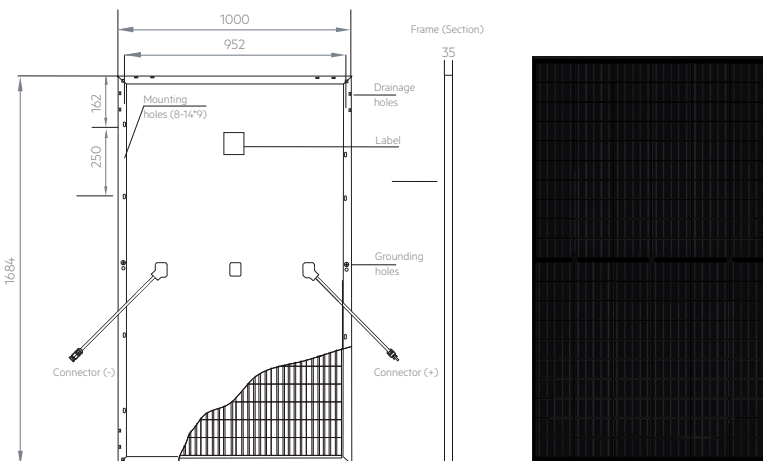 1000
952
Frame (Section)
35
162
250
1684
Mounting
holes (8-14*9)
Drainage
holes
Label
Grounding
holes
Connector (-)
Connector (+)